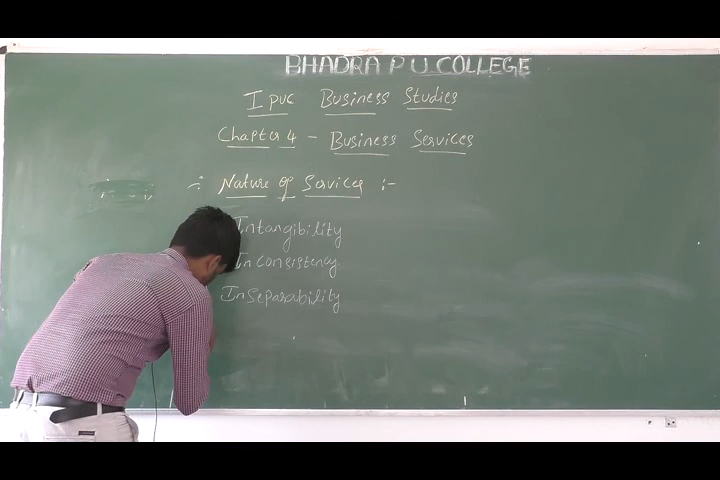 BHADRA P U COLLEGE
I PUC Business Studies
Chapter 4 - Business Services
∴ Nature of Services :-
Intangibility
Inconsistency
Inseparability